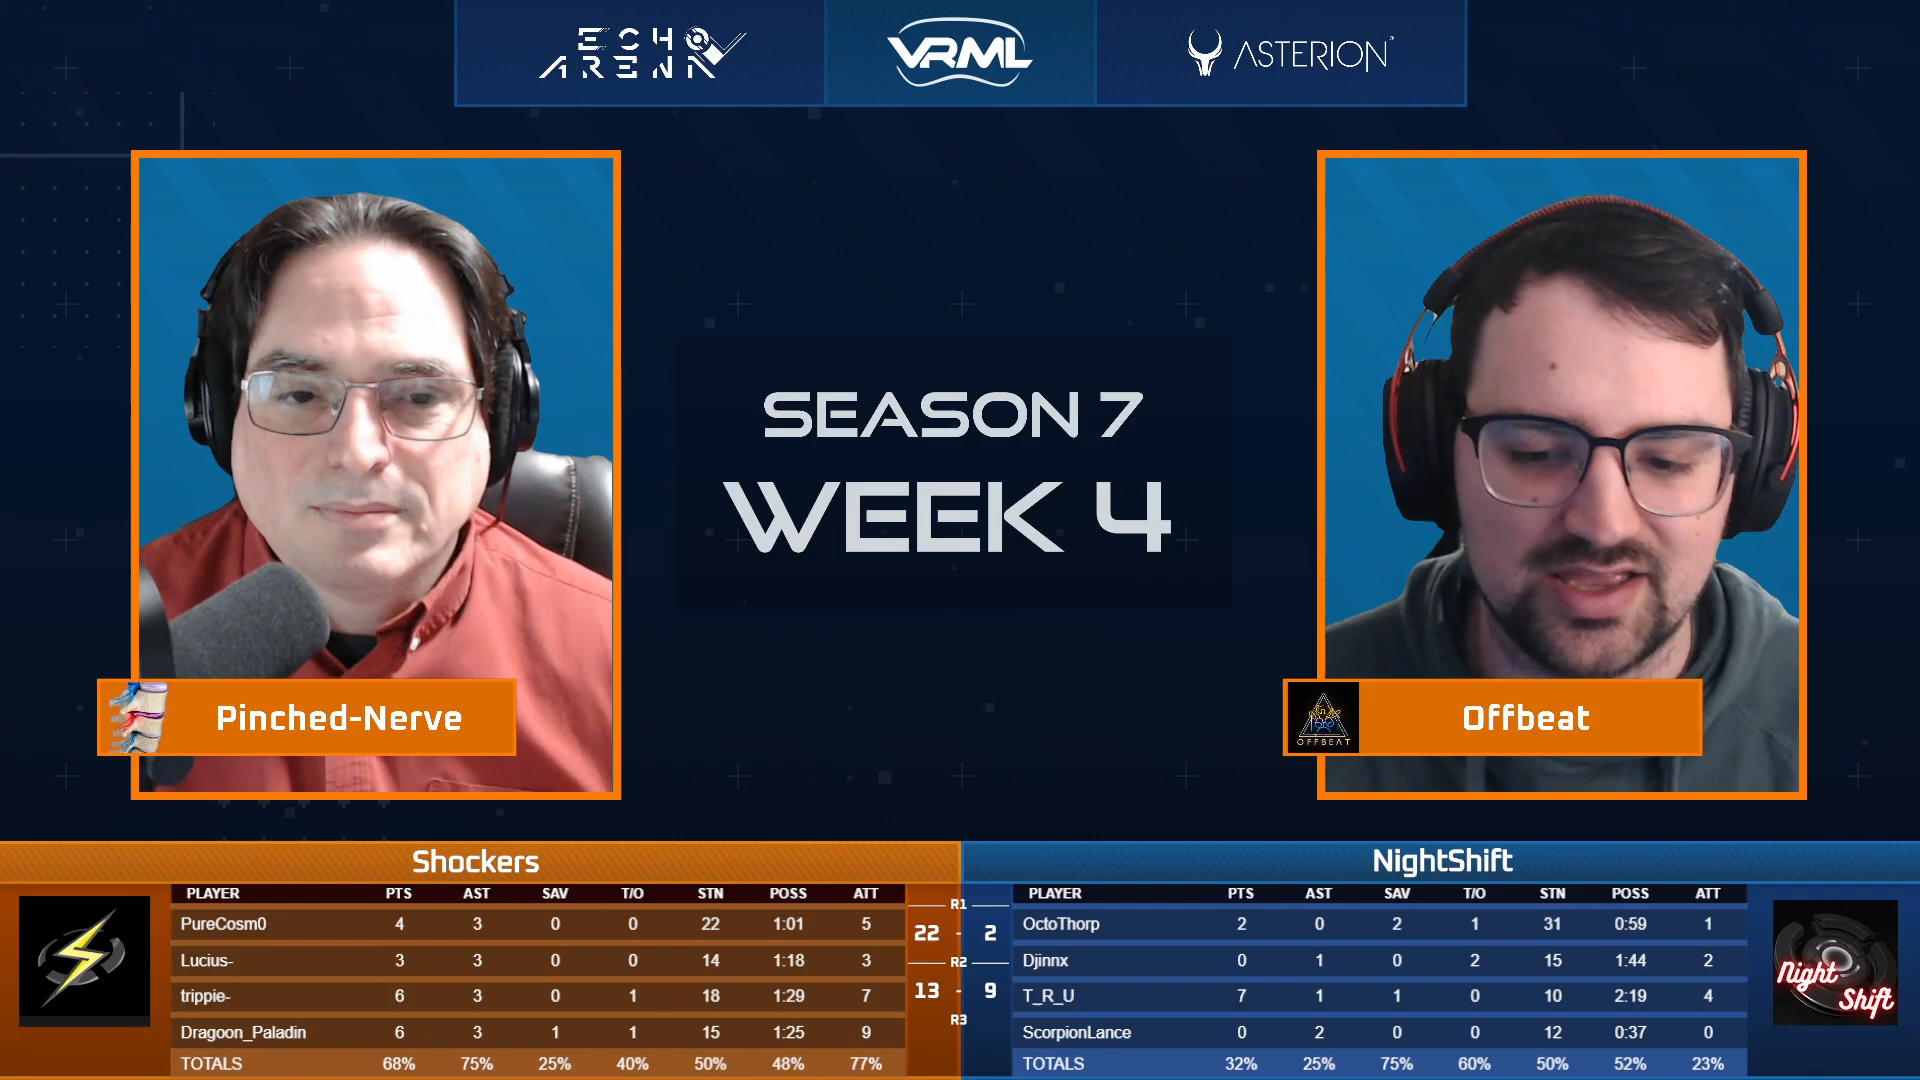 ECHO ARENA
VRML
ASTERION
SEASON 7
WEEK 4
Pinched-Nerve
OFFBEAT
Offbeat
Shockers
PLAYER PTS AST SAV T/O STN POSS ATT
PureCosm0 4 3 0 0 22 1:01 5
Lucius- 3 3 0 0 14 1:18 3
trippie- 6 3 0 1 18 1:29 7
Dragoon_Paladin 6 3 1 1 15 1:25 9
TOTALS 68% 75% 25% 40% 50% 48% 77%
R1
22 - 2
R2
13 - 9
R3
NightShift
PLAYER PTS AST SAV T/O STN POSS ATT
OctoThorp 2 0 2 1 31 0:59 1
Djinnx 0 1 0 2 15 1:44 2
T_R_U 7 1 1 0 10 2:19 4
ScorpionLance 0 2 0 0 12 0:37 0
TOTALS 32% 25% 75% 60% 50% 52% 23%
Night
Shift